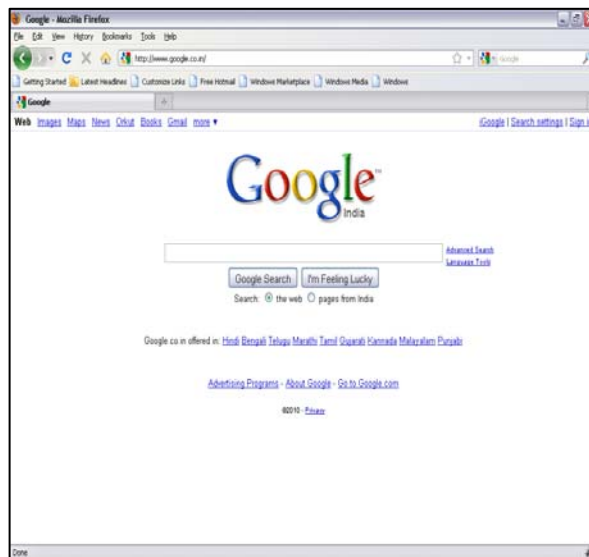 Google - Mozilla Firefox
File Edit View History Bookmarks Tools Help
http://www.google.co.in/ Google
Getting Started Latest Headlines Customize Links Free Hotmail Windows Marketplace Windows Media Windows
Google
Web Images Maps News Orkut Books Gmail more ▼ iGoogle | Search settings | Sign i
Google™
India
Advanced Search
Language Tools
Google Search I'm Feeling Lucky
Search: the web pages from India
Google.co.in offered in: Hindi Bengali Telugu Marathi Tamil Gujarati Kannada Malayalam Punjabi
Advertising Programs - About Google - Go to Google.com
©2010 - Privacy
Done